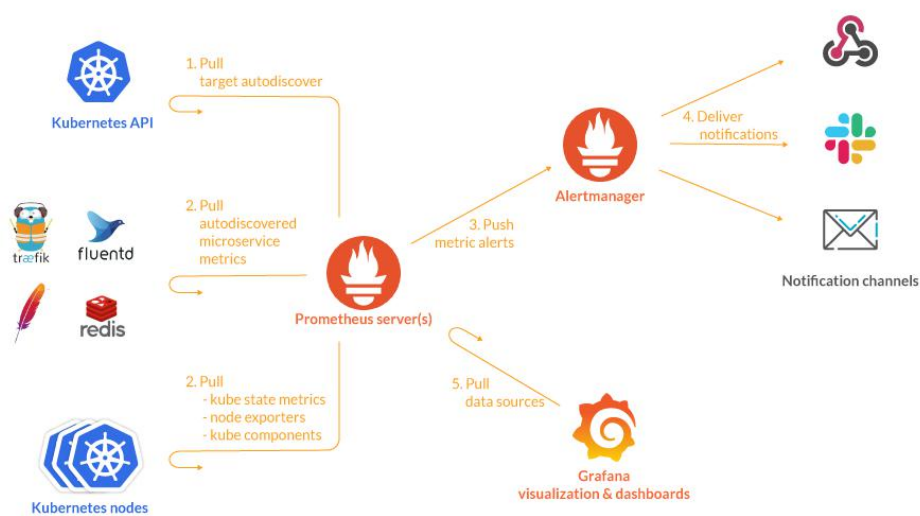 1. Pull
target autodiscover
Kubernetes API
4. Deliver
notifications
Alertmanager
2. Pull
autodiscovered
microservice
metrics
træfik
fluentd
3. Push
metric alerts
Notification channels
redis
Prometheus server(s)
2. Pull
- kube state metrics
- node exporters
- kube components
5. Pull
data sources
Kubernetes nodes
Grafana
visualization & dashboards